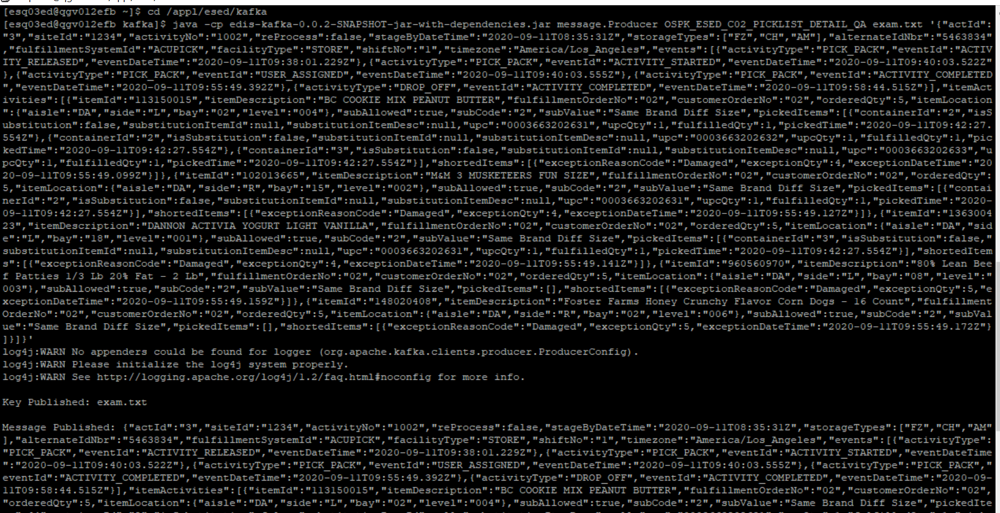 [esq03ed@qgv012efb ~]$ cd /appl/esed/kafka
[esq03ed@qgv012efb kafka]$ java -cp edis-kafka-0.0.2-SNAPSHOT-jar-with-dependencies.jar message.Producer OSPK_ESED_C02_PICKLIST_DETAIL_QA exam.txt '{"actId":
"3","siteId":"1234","activityNo":"1002","reProcess":false,"stageByDateTime":"2020-09-11T08:35:31Z","storageTypes":["FZ","CH","AM"],"alternateIdNbr":"5463834"
,"fulfillmentSystemId":"ACUPICK","facilityType":"STORE","shiftNo":"1","timezone":"America/Los_Angeles","events":[{"activityType":"PICK_PACK","eventId":"ACTIV
ITY_RELEASED","eventDateTime":"2020-09-11T09:38:01.229Z"},{"activityType":"PICK_PACK","eventId":"ACTIVITY_STARTED","eventDateTime":"2020-09-11T09:40:03.522Z"
},{"activityType":"PICK_PACK","eventId":"USER_ASSIGNED","eventDateTime":"2020-09-11T09:40:03.555Z"},{"activityType":"PICK_PACK","eventId":"ACTIVITY_COMPLETED
","eventDateTime":"2020-09-11T09:55:49.392Z"},{"activityType":"DROP_OFF","eventId":"ACTIVITY_COMPLETED","eventDateTime":"2020-09-11T09:58:44.515Z"}],"itemAct
ivities":[{"itemId":"113150015","itemDescription":"BC COOKIE MIX PEANUT BUTTER","fulfillmentOrderNo":"02","customerOrderNo":"02","orderedQty":5,"itemLocation
":{"aisle":"DA","side":"L","bay":"02","level":"004"},"subAllowed":true,"subCode":"2","subValue":"Same Brand Diff Size","pickedItems":[{"containerId":"2","isS
ubstitution":false,"substitutionItemId":null,"substitutionItemDesc":null,"upc":"0003663202631","upcQty":1,"fulfilledQty":1,"pickedTime":"2020-09-11T09:42:27.
554Z"},{"containerId":"2","isSubstitution":false,"substitutionItemId":null,"substitutionItemDesc":null,"upc":"0003663202632","upcQty":1,"fulfilledQty":1,"pic
kedTime":"2020-09-11T09:42:27.554Z"},{"containerId":"3","isSubstitution":false,"substitutionItemId":null,"substitutionItemDesc":null,"upc":"0003663202633","u
pcQty":1,"fulfilledQty":1,"pickedTime":"2020-09-11T09:42:27.554Z"}],"shortedItems":[{"exceptionReasonCode":"Damaged","exceptionQty":4,"exceptionDateTime":"20
20-09-11T09:55:49.099Z"}]},{"itemId":"102013665","itemDescription":"M&M 3 MUSKETEERS FUN SIZE","fulfillmentOrderNo":"02","customerOrderNo":"02","orderedQty":
5,"itemLocation":{"aisle":"DA","side":"R","bay":"15","level":"002"},"subAllowed":true,"subCode":"2","subValue":"Same Brand Diff Size","pickedItems":[{"contai
nerId":"2","isSubstitution":false,"substitutionItemId":null,"substitutionItemDesc":null,"upc":"0003663202631","upcQty":1,"fulfilledQty":1,"pickedTime":"2020-
09-11T09:42:27.554Z"}],"shortedItems":[{"exceptionReasonCode":"Damaged","exceptionQty":4,"exceptionDateTime":"2020-09-11T09:55:49.127Z"}]},{"itemId":"1363004
23","itemDescription":"DANNON ACTIVIA YOGURT LIGHT VANILLA","fulfillmentOrderNo":"02","customerOrderNo":"02","orderedQty":5,"itemLocation":{"aisle":"DA","sid
e":"L","bay":"18","level":"001"},"subAllowed":true,"subCode":"2","subValue":"Same Brand Diff Size","pickedItems":[{"containerId":"3","isSubstitution":false,"
substitutionItemId":null,"substitutionItemDesc":null,"upc":"0003663202631","upcQty":1,"fulfilledQty":1,"pickedTime":"2020-09-11T09:42:27.554Z"}],"shortedItem
s":[{"exceptionReasonCode":"Damaged","exceptionQty":4,"exceptionDateTime":"2020-09-11T09:55:49.141Z"}]},{"itemId":"960560970","itemDescription":"80% Lean Bee
f Patties 1/3 Lb 20% Fat - 2 Lb","fulfillmentOrderNo":"02","customerOrderNo":"02","orderedQty":5,"itemLocation":{"aisle":"DA","side":"L","bay":"08","level":"
003"},"subAllowed":true,"subCode":"2","subValue":"Same Brand Diff Size","pickedItems":[],"shortedItems":[{"exceptionReasonCode":"Damaged","exceptionQty":5,"e
xceptionDateTime":"2020-09-11T09:55:49.159Z"}]},{"itemId":"148020408","itemDescription":"Foster Farms Honey Crunchy Flavor Corn Dogs - 16 Count","fulfillment
OrderNo":"02","customerOrderNo":"02","orderedQty":5,"itemLocation":{"aisle":"DA","side":"R","bay":"02","level":"006"},"subAllowed":true,"subCode":"2","subVal
ue":"Same Brand Diff Size","pickedItems":[],"shortedItems":[{"exceptionReasonCode":"Damaged","exceptionQty":5,"exceptionDateTime":"2020-09-11T09:55:49.172Z"}
]}]}'
log4j:WARN No appenders could be found for logger (org.apache.kafka.clients.producer.ProducerConfig).
log4j:WARN Please initialize the log4j system properly.
log4j:WARN See http://logging.apache.org/log4j/1.2/faq.html#noconfig for more info.
Key Published: exam.txt
Message Published: {"actId":"3","siteId":"1234","activityNo":"1002","reProcess":false,"stageByDateTime":"2020-09-11T08:35:31Z","storageTypes":["FZ","CH","AM"
],"alternateIdNbr":"5463834","fulfillmentSystemId":"ACUPICK","facilityType":"STORE","shiftNo":"1","timezone":"America/Los_Angeles","events":[{"activityType":
"PICK_PACK","eventId":"ACTIVITY_RELEASED","eventDateTime":"2020-09-11T09:38:01.229Z"},{"activityType":"PICK_PACK","eventId":"ACTIVITY_STARTED","eventDateTime
":"2020-09-11T09:40:03.522Z"},{"activityType":"PICK_PACK","eventId":"USER_ASSIGNED","eventDateTime":"2020-09-11T09:40:03.555Z"},{"activityType":"PICK_PACK","
eventId":"ACTIVITY_COMPLETED","eventDateTime":"2020-09-11T09:55:49.392Z"},{"activityType":"DROP_OFF","eventId":"ACTIVITY_COMPLETED","eventDateTime":"2020-09-
11T09:58:44.515Z"}],"itemActivities":[{"itemId":"113150015","itemDescription":"BC COOKIE MIX PEANUT BUTTER","fulfillmentOrderNo":"02","customerOrderNo":"02",
"orderedQty":5,"itemLocation":{"aisle":"DA","side":"L","bay":"02","level":"004"},"subAllowed":true,"subCode":"2","subValue":"Same Brand Diff Size","pickedIte